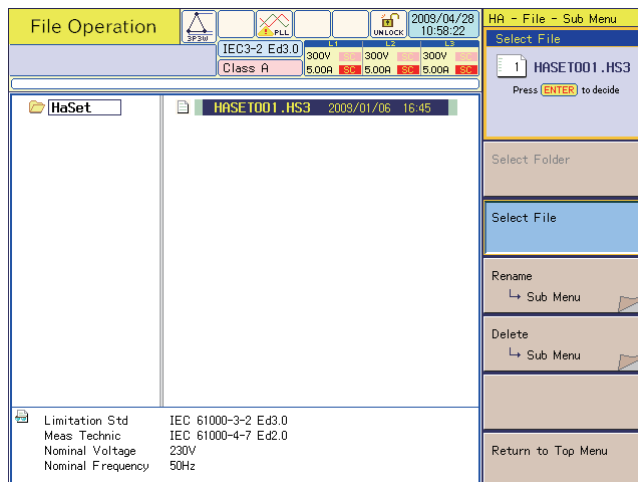 File Operation
3P3W
PLL
UNLOCK
2009/04/28
10:58:22
IEC3-2 Ed3.0
Class A
L1 L2 L3
300V SC 300V SC 300V SC
5.00A SC 5.00A SC 5.00A SC
HaSet
HASET001.HS3 2009/01/06 16:45
Limitation Std IEC 61000-3-2 Ed3.0
Meas Technic IEC 61000-4-7 Ed2.0
Nominal Voltage 230V
Nominal Frequency 50Hz
HA - File - Sub Menu
Select File
1 HASET001.HS3
Press ENTER to decide
Select Folder
Select File
Rename
Sub Menu
Delete
Sub Menu
Return to Top Menu